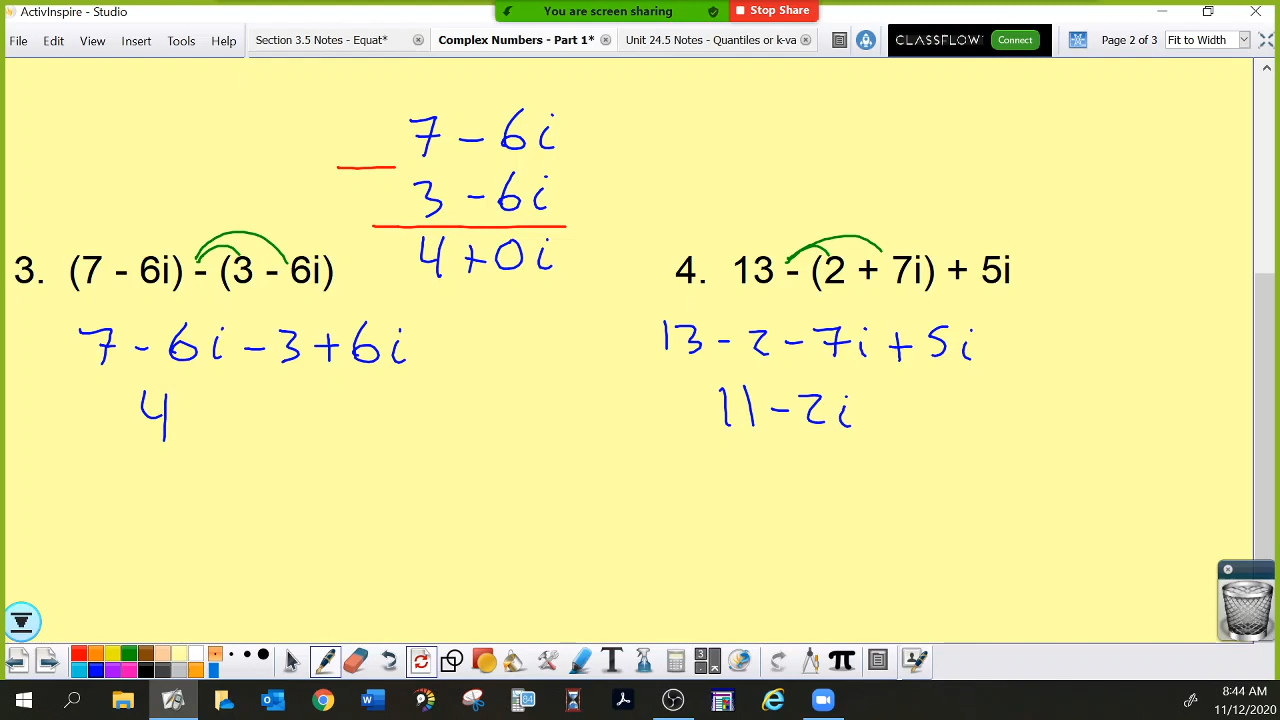 ActivInspire - Studio
You are screen sharing
Stop Share
File Edit View Insert Tools Help
Section 3.5 Notes - Equat*
Complex Numbers - Part 1*
Unit 24.5 Notes - Quantiles or k-va
CLASSFLOW
Connect
Page 2 of 3
Fit to Width
7 - 6i
3 - 6i
4 + 0i
3. (7 - 6i) - (3 - 6i)
7 - 6i - 3 + 6i
4
4. 13 - (2 + 7i) + 5i
13 - 2 - 7i + 5i
11 - 2i
8:44 AM
11/12/2020